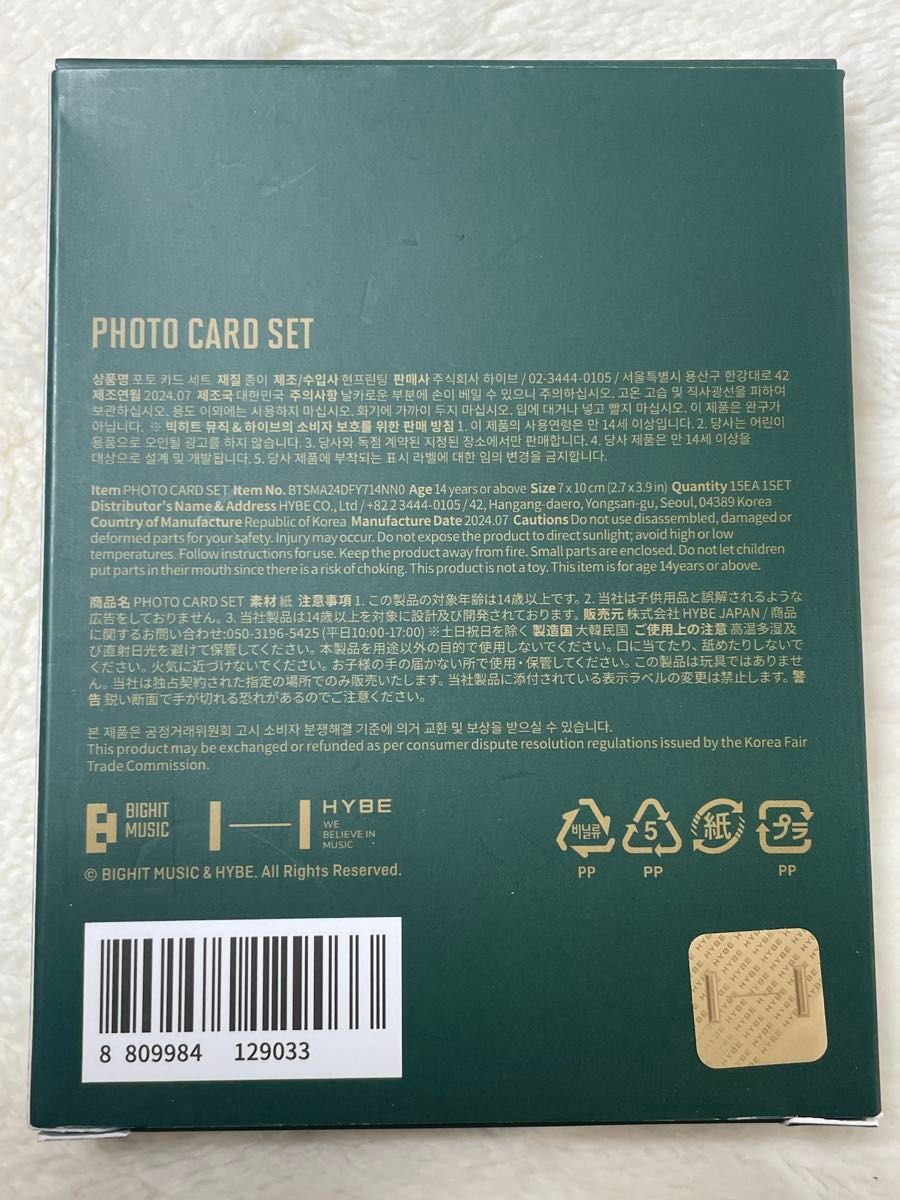 PHOTO CARD SET
상품명 포토 카드 세트 재질 종이 제조/수입사 현프린팅 판매사 주식회사 하이브 / 02-3444-0105 / 서울특별시 용산구 한강대로 42
제조연월 2024.07 제조국 대한민국 주의사항 날카로운 부분에 손이 베일 수 있으니 주의하십시오. 고온 고습 및 직사광선을 피하여
보관하십시오. 용도 이외에는 사용하지 마십시오. 화기에 가까이 두지 마십시오. 입에 대거나 넣고 빨지 마십시오. 이 제품은 완구가
아닙니다. ※ 빅히트 뮤직 & 하이브의 소비자 보호를 위한 판매 방침 1. 이 제품의 사용연령은 만 14세 이상입니다. 2. 당사는 어린이
용품으로 오인될 광고를 하지 않습니다. 3. 당사와 독점 계약된 지정된 장소에서만 판매합니다. 4. 당사 제품은 만 14세 이상을
대상으로 설계 및 개발됩니다. 5. 당사 제품에 부착되는 표시 라벨에 대한 임의 변경을 금지합니다.
Item PHOTO CARD SET Item No. BTSMA24DFY714NN0 Age 14 years or above Size 7 x 10 cm (2.7 x 3.9 in) Quantity 15EA 1SET
Distributor's Name & Address HYBE CO., Ltd / +82 2 3444-0105 / 42, Hangang-daero, Yongsan-gu, Seoul, 04389 Korea
Country of Manufacture Republic of Korea Manufacture Date 2024.07 Cautions Do not use disassembled, damaged or
deformed parts for your safety. Injury may occur. Do not expose the product to direct sunlight; avoid high or low
temperatures. Follow instructions for use. Keep the product away from fire. Small parts are enclosed. Do not let children
put parts in their mouth since there is a risk of choking. This product is not a toy. This item is for age 14years or above.
商品名 PHOTO CARD SET 素材 紙 注意事項 1. この製品の対象年齢は14歳以上です。2. 当社は子供用品と誤解されるような
広告をしておりません。3. 当社製品は14歳以上を対象に設計及び開発されております。販売元 株式会社 HYBE JAPAN / 商品
に関するお問い合わせ:050-3196-5425 (平日10:00-17:00) ※土日祝日を除く 製造国 大韓民国 ご使用上の注意 高温多湿及
び直射日光を避けて保管してください。本製品を用途以外の目的で使用しないでください。口に当てたり、舐めたりしないで
ください。火気に近づけないでください。お子様の手の届かない所で使用・保管してください。この製品は玩具ではありませ
ん。当社は独占契約された指定の場所でのみ販売いたします。当社製品に添付されている表示ラベルの変更は禁止します。警
告 鋭い断面で手が切れる恐れがあるのでご注意ください。
본 제품은 공정거래위원회 고시 소비자 분쟁해결 기준에 의거 교환 및 보상을 받으실 수 있습니다.
This product may be exchanged or refunded as per consumer dispute resolution regulations issued by the Korea Fair
Trade Commission.
BIGHIT
MUSIC
HYBE
WE
BELIEVE IN
MUSIC
비닐류
PP
5
PP
紙
プラ
PP
© BIGHIT MUSIC & HYBE. All Rights Reserved.
8 809984 129033
HYBE HYBE HYBE